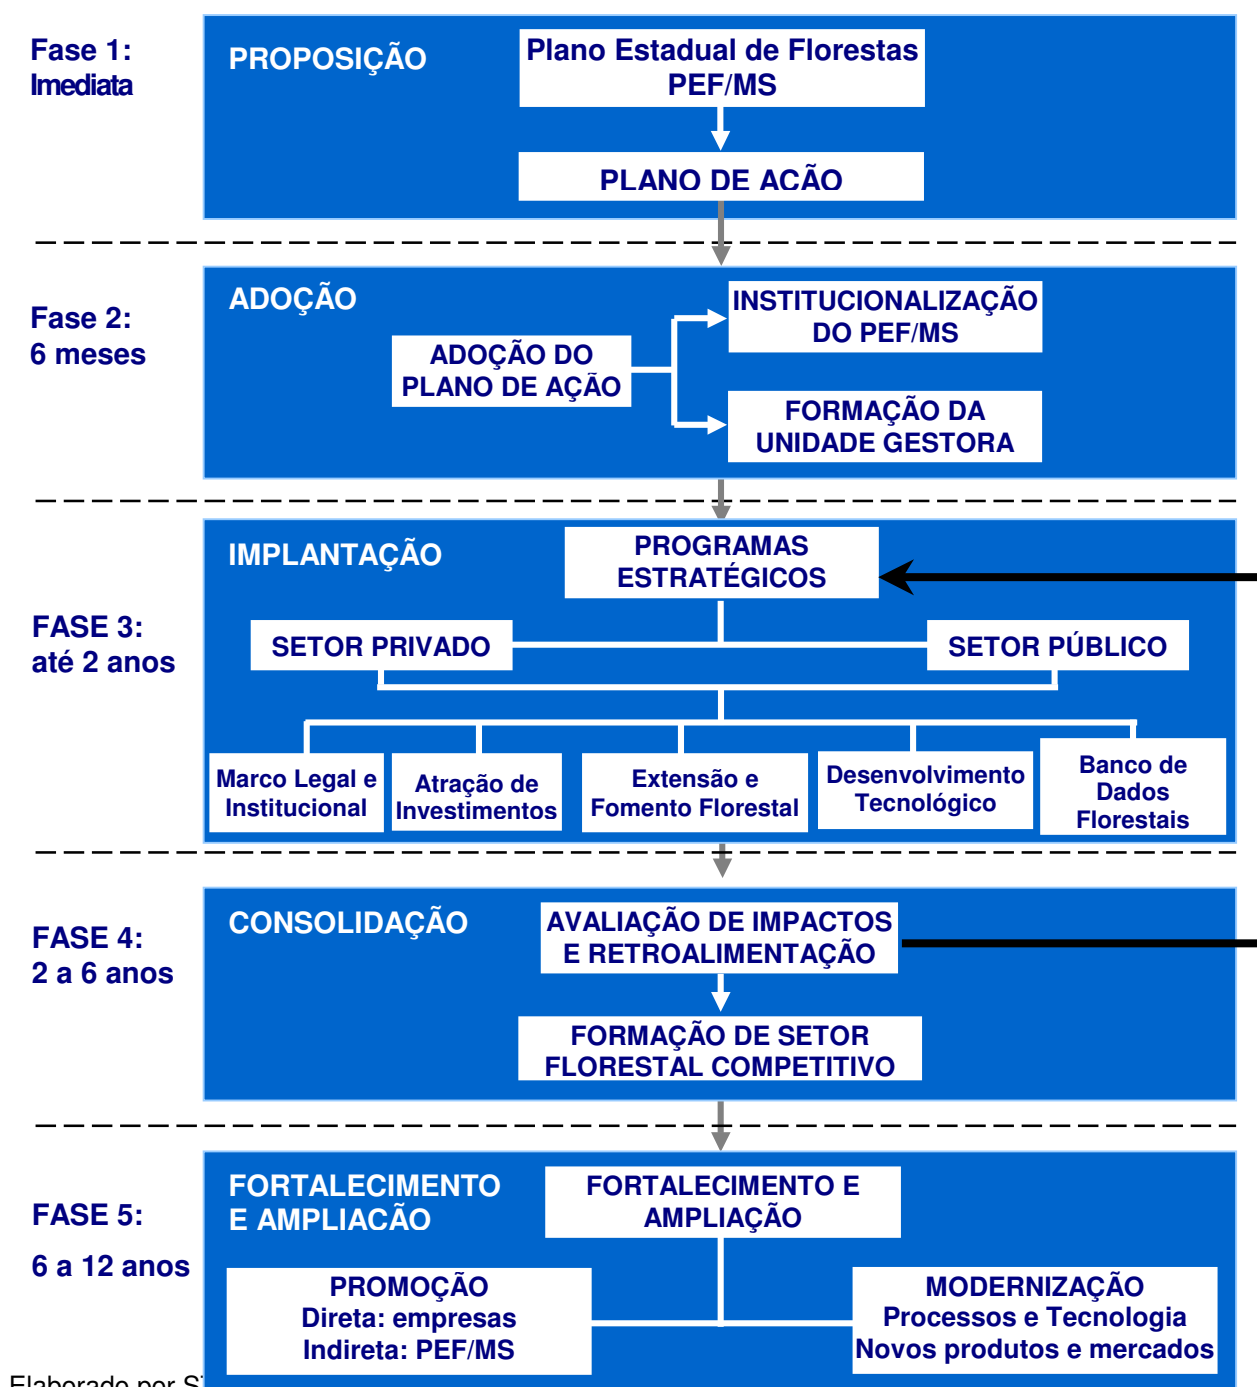 Fase 1:
Imediata
PROPOSIÇÃO
Plano Estadual de Florestas
PEF/MS
PLANO DE AÇÃO
Fase 2:
6 meses
ADOÇÃO
ADOÇÃO DO
PLANO DE AÇÃO
INSTITUCIONALIZAÇÃO
DO PEF/MS
FORMAÇÃO DA
UNIDADE GESTORA
FASE 3:
até 2 anos
IMPLANTAÇÃO
PROGRAMAS
ESTRATÉGICOS
SETOR PRIVADO
SETOR PÚBLICO
Marco Legal e
Institucional
Atração de
Investimentos
Extensão e
Fomento Florestal
Desenvolvimento
Tecnológico
Banco de
Dados
Florestais
FASE 4:
2 a 6 anos
CONSOLIDAÇÃO
AVALIAÇÃO DE IMPACTOS
E RETROALIMENTAÇÃO
FORMAÇÃO DE SETOR
FLORESTAL COMPETITIVO
FASE 5:
6 a 12 anos
FORTALECIMENTO
E AMPLIAÇÃO
FORTALECIMENTO E
AMPLIAÇÃO
PROMOÇÃO
Direta: empresas
Indireta: PEF/MS
MODERNIZAÇÃO
Processos e Tecnologia
Novos produtos e mercados
Elaborado por